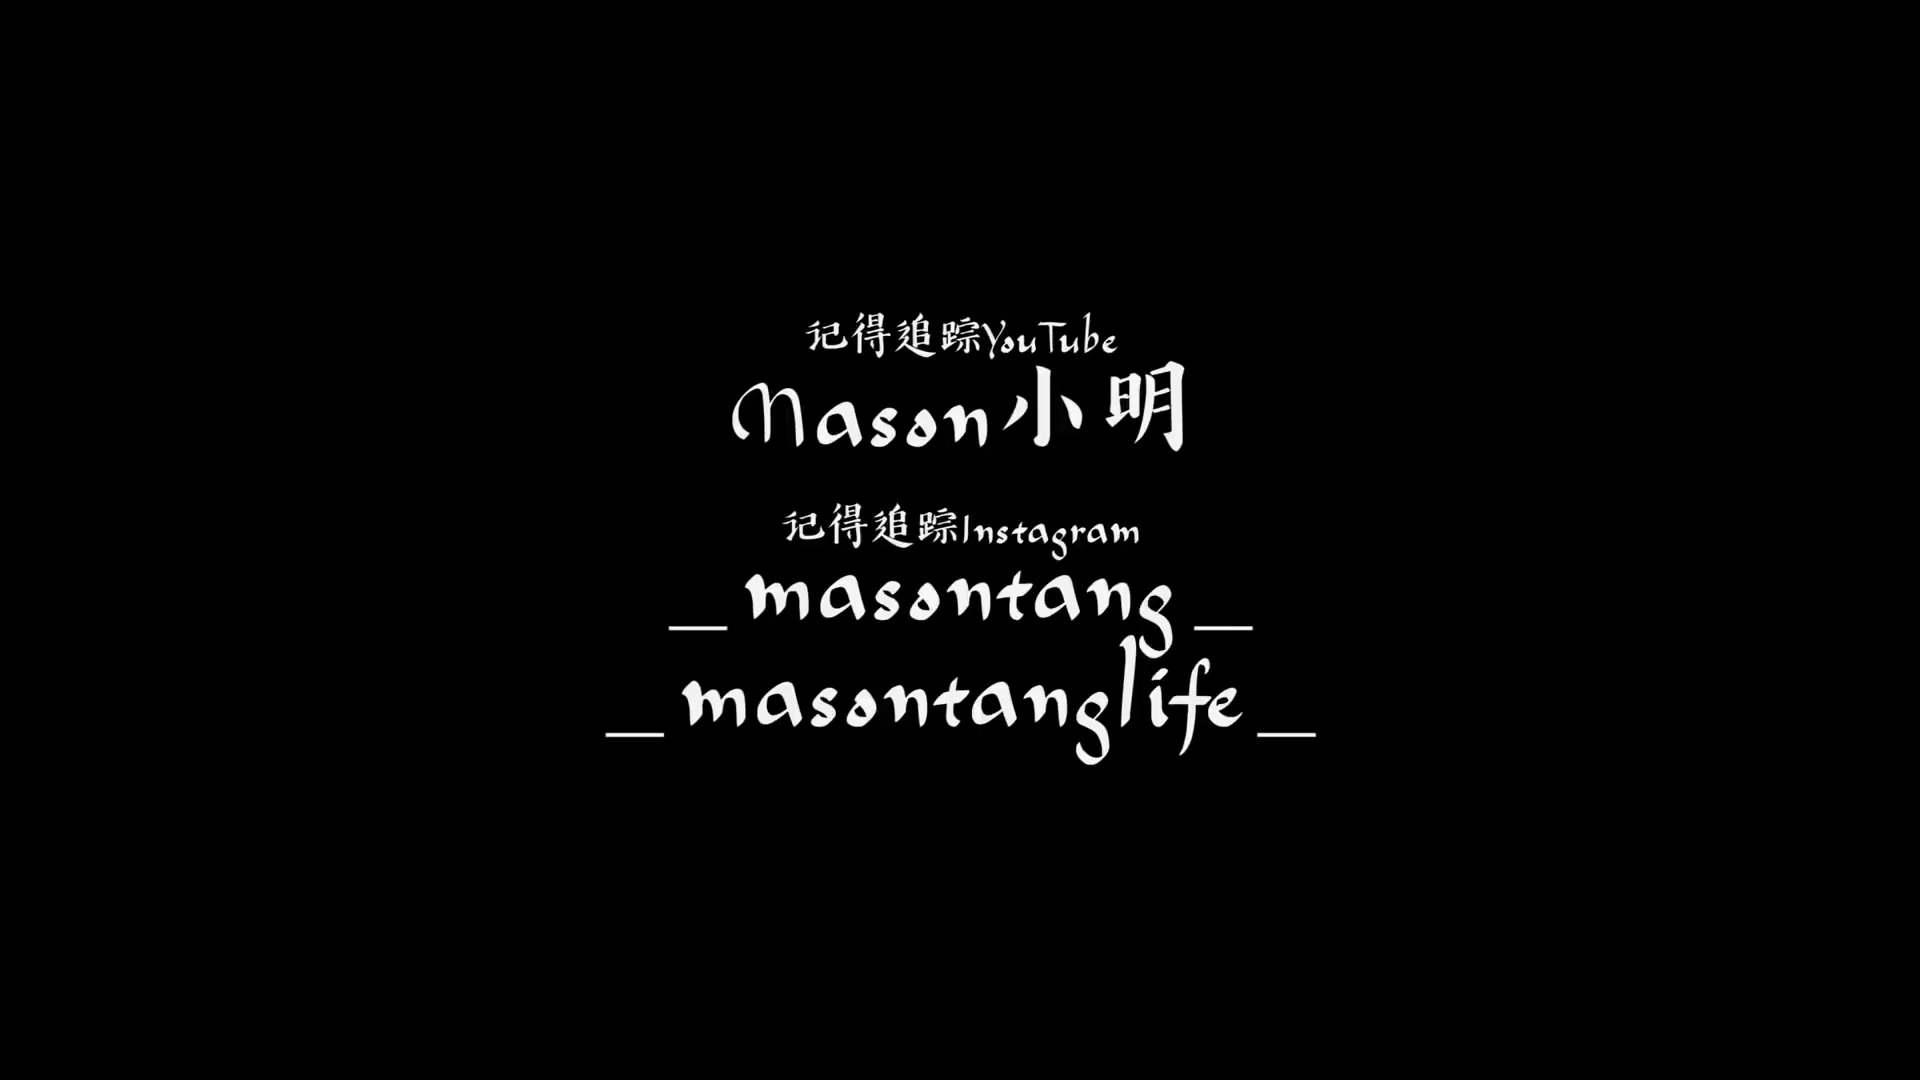 记得追踪YouTube
Mason小明
记得追踪Instagram
_masontang_
_masontanglife_